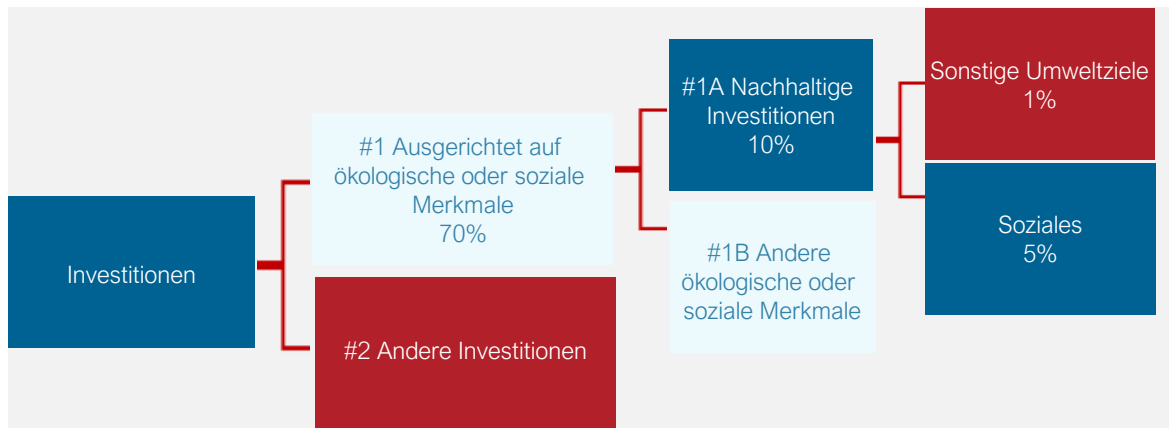 Investitionen
#1 Ausgerichtet auf
ökologische oder soziale
Merkmale
70%
#2 Andere Investitionen
#1A Nachhaltige
Investitionen
10%
#1B Andere
ökologische oder
soziale Merkmale
Sonstige Umweltziele
1%
Soziales
5%